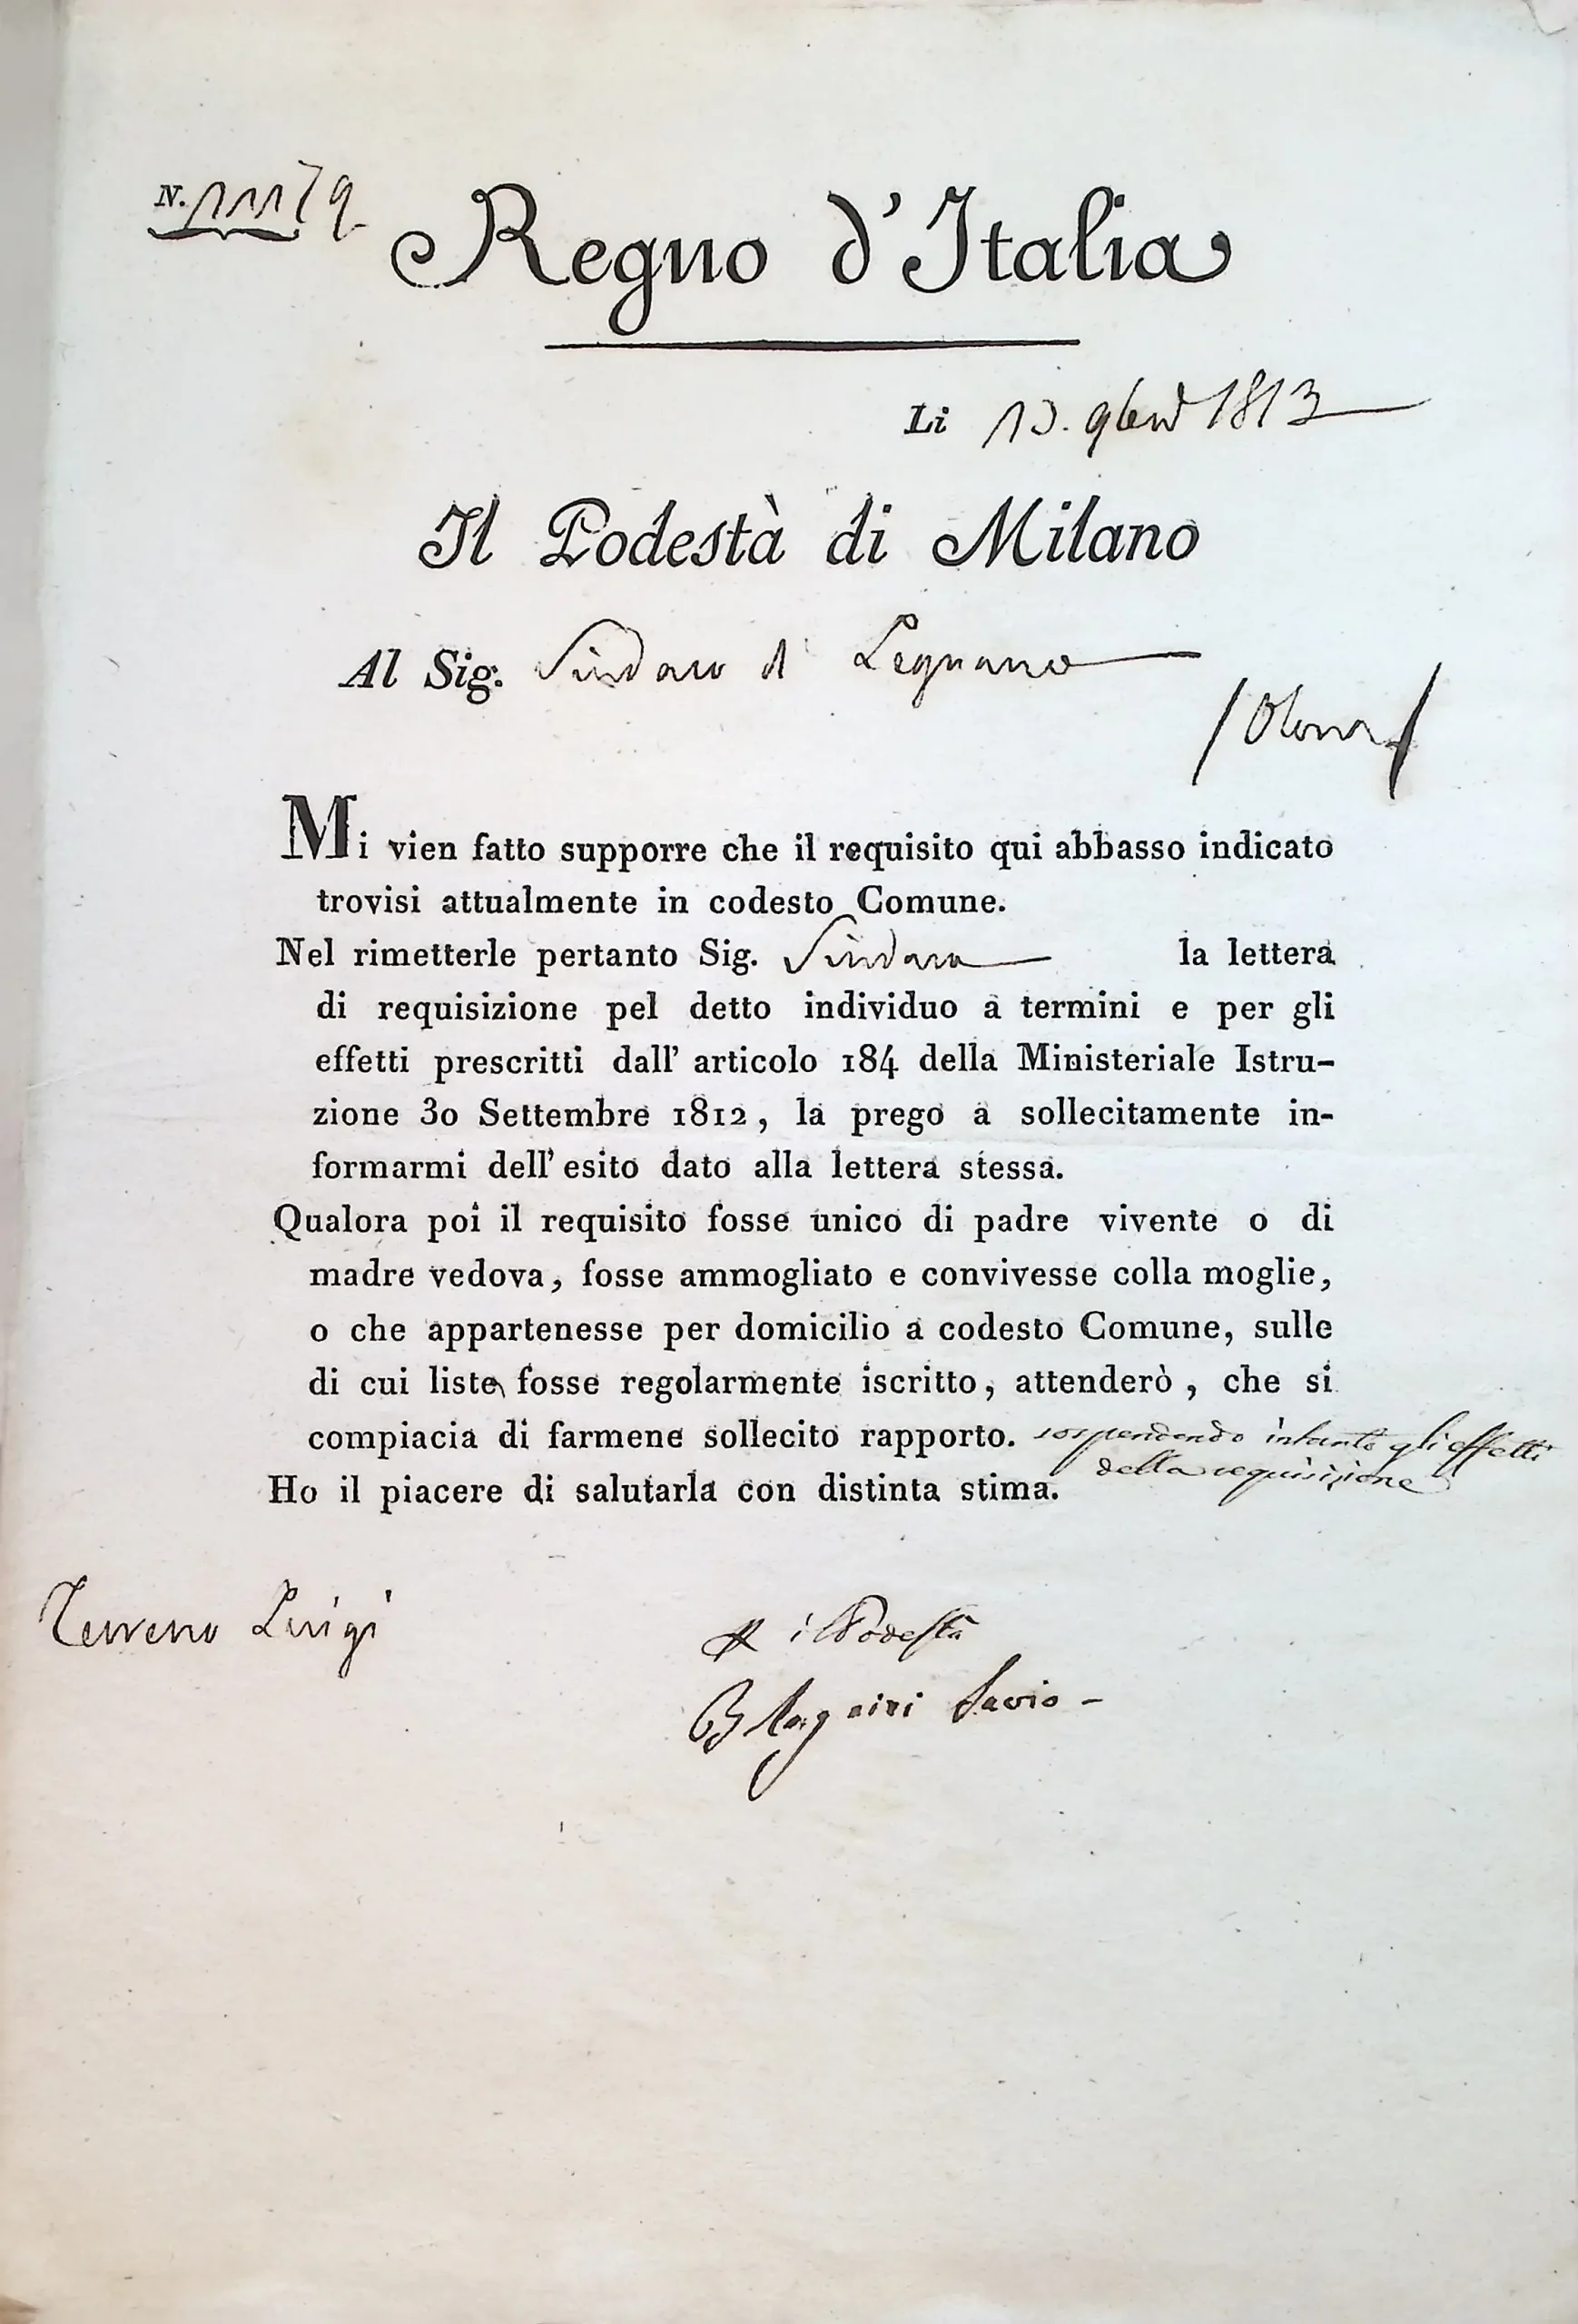 N. 11179
Regno d'Italia
Li 13. 9bre 1813
Il Podestà di Milano
Al Sig. Sindaco di Legnano
/Olona/
Mi vien fatto supporre che il requisito qui abbasso indicato
trovisi attualmente in codesto Comune.
Nel rimetterle pertanto Sig. Sindaco la lettera
di requisizione pel detto individuo a termini e per gli
effetti prescritti dall' articolo 184 della Ministeriale Istru-
zione 30 Settembre 1812, la prego a sollecitamente in-
formarmi dell' esito dato alla lettera stessa.
Qualora poi il requisito fosse unico di padre vivente o di
madre vedova, fosse ammogliato e convivesse colla moglie,
o che appartenesse per domicilio a codesto Comune, sulle
di cui liste fosse regolarmente iscritto, attenderò, che si
compiacia di farmene sollecito rapporto. sospendendo intanto gli effetti
della requisizione
Ho il piacere di salutarla con distinta stima.
Terreno Luigi
il Podestà
Savio